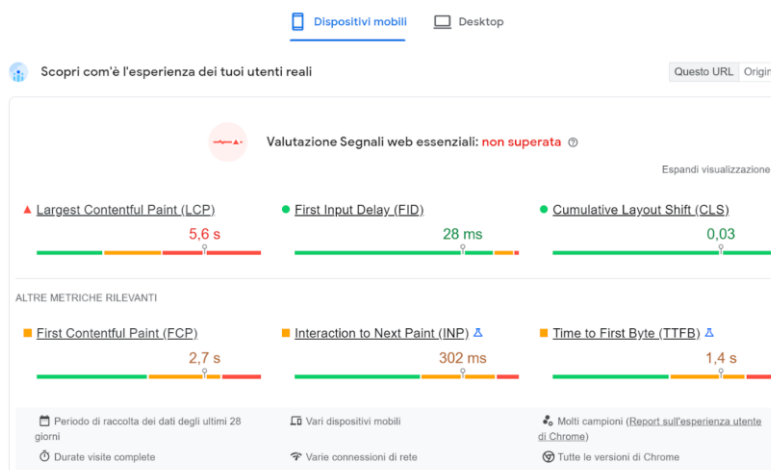 Dispositivi mobili
Desktop
Scopri com'è l'esperienza dei tuoi utenti reali
Questo URL
Origin
Valutazione Segnali web essenziali: non superata
Espandi visualizzazione
Largest Contentful Paint (LCP)
5,6 s
First Input Delay (FID)
28 ms
Cumulative Layout Shift (CLS)
0,03
ALTRE METRICHE RILEVANTI
First Contentful Paint (FCP)
2,7 s
Interaction to Next Paint (INP)
302 ms
Time to First Byte (TTFB)
1,4 s
Periodo di raccolta dei dati degli ultimi 28
giorni
Vari dispositivi mobili
Molti campioni (Report sull'esperienza utente
di Chrome)
Durate visite complete
Varie connessioni di rete
Tutte le versioni di Chrome